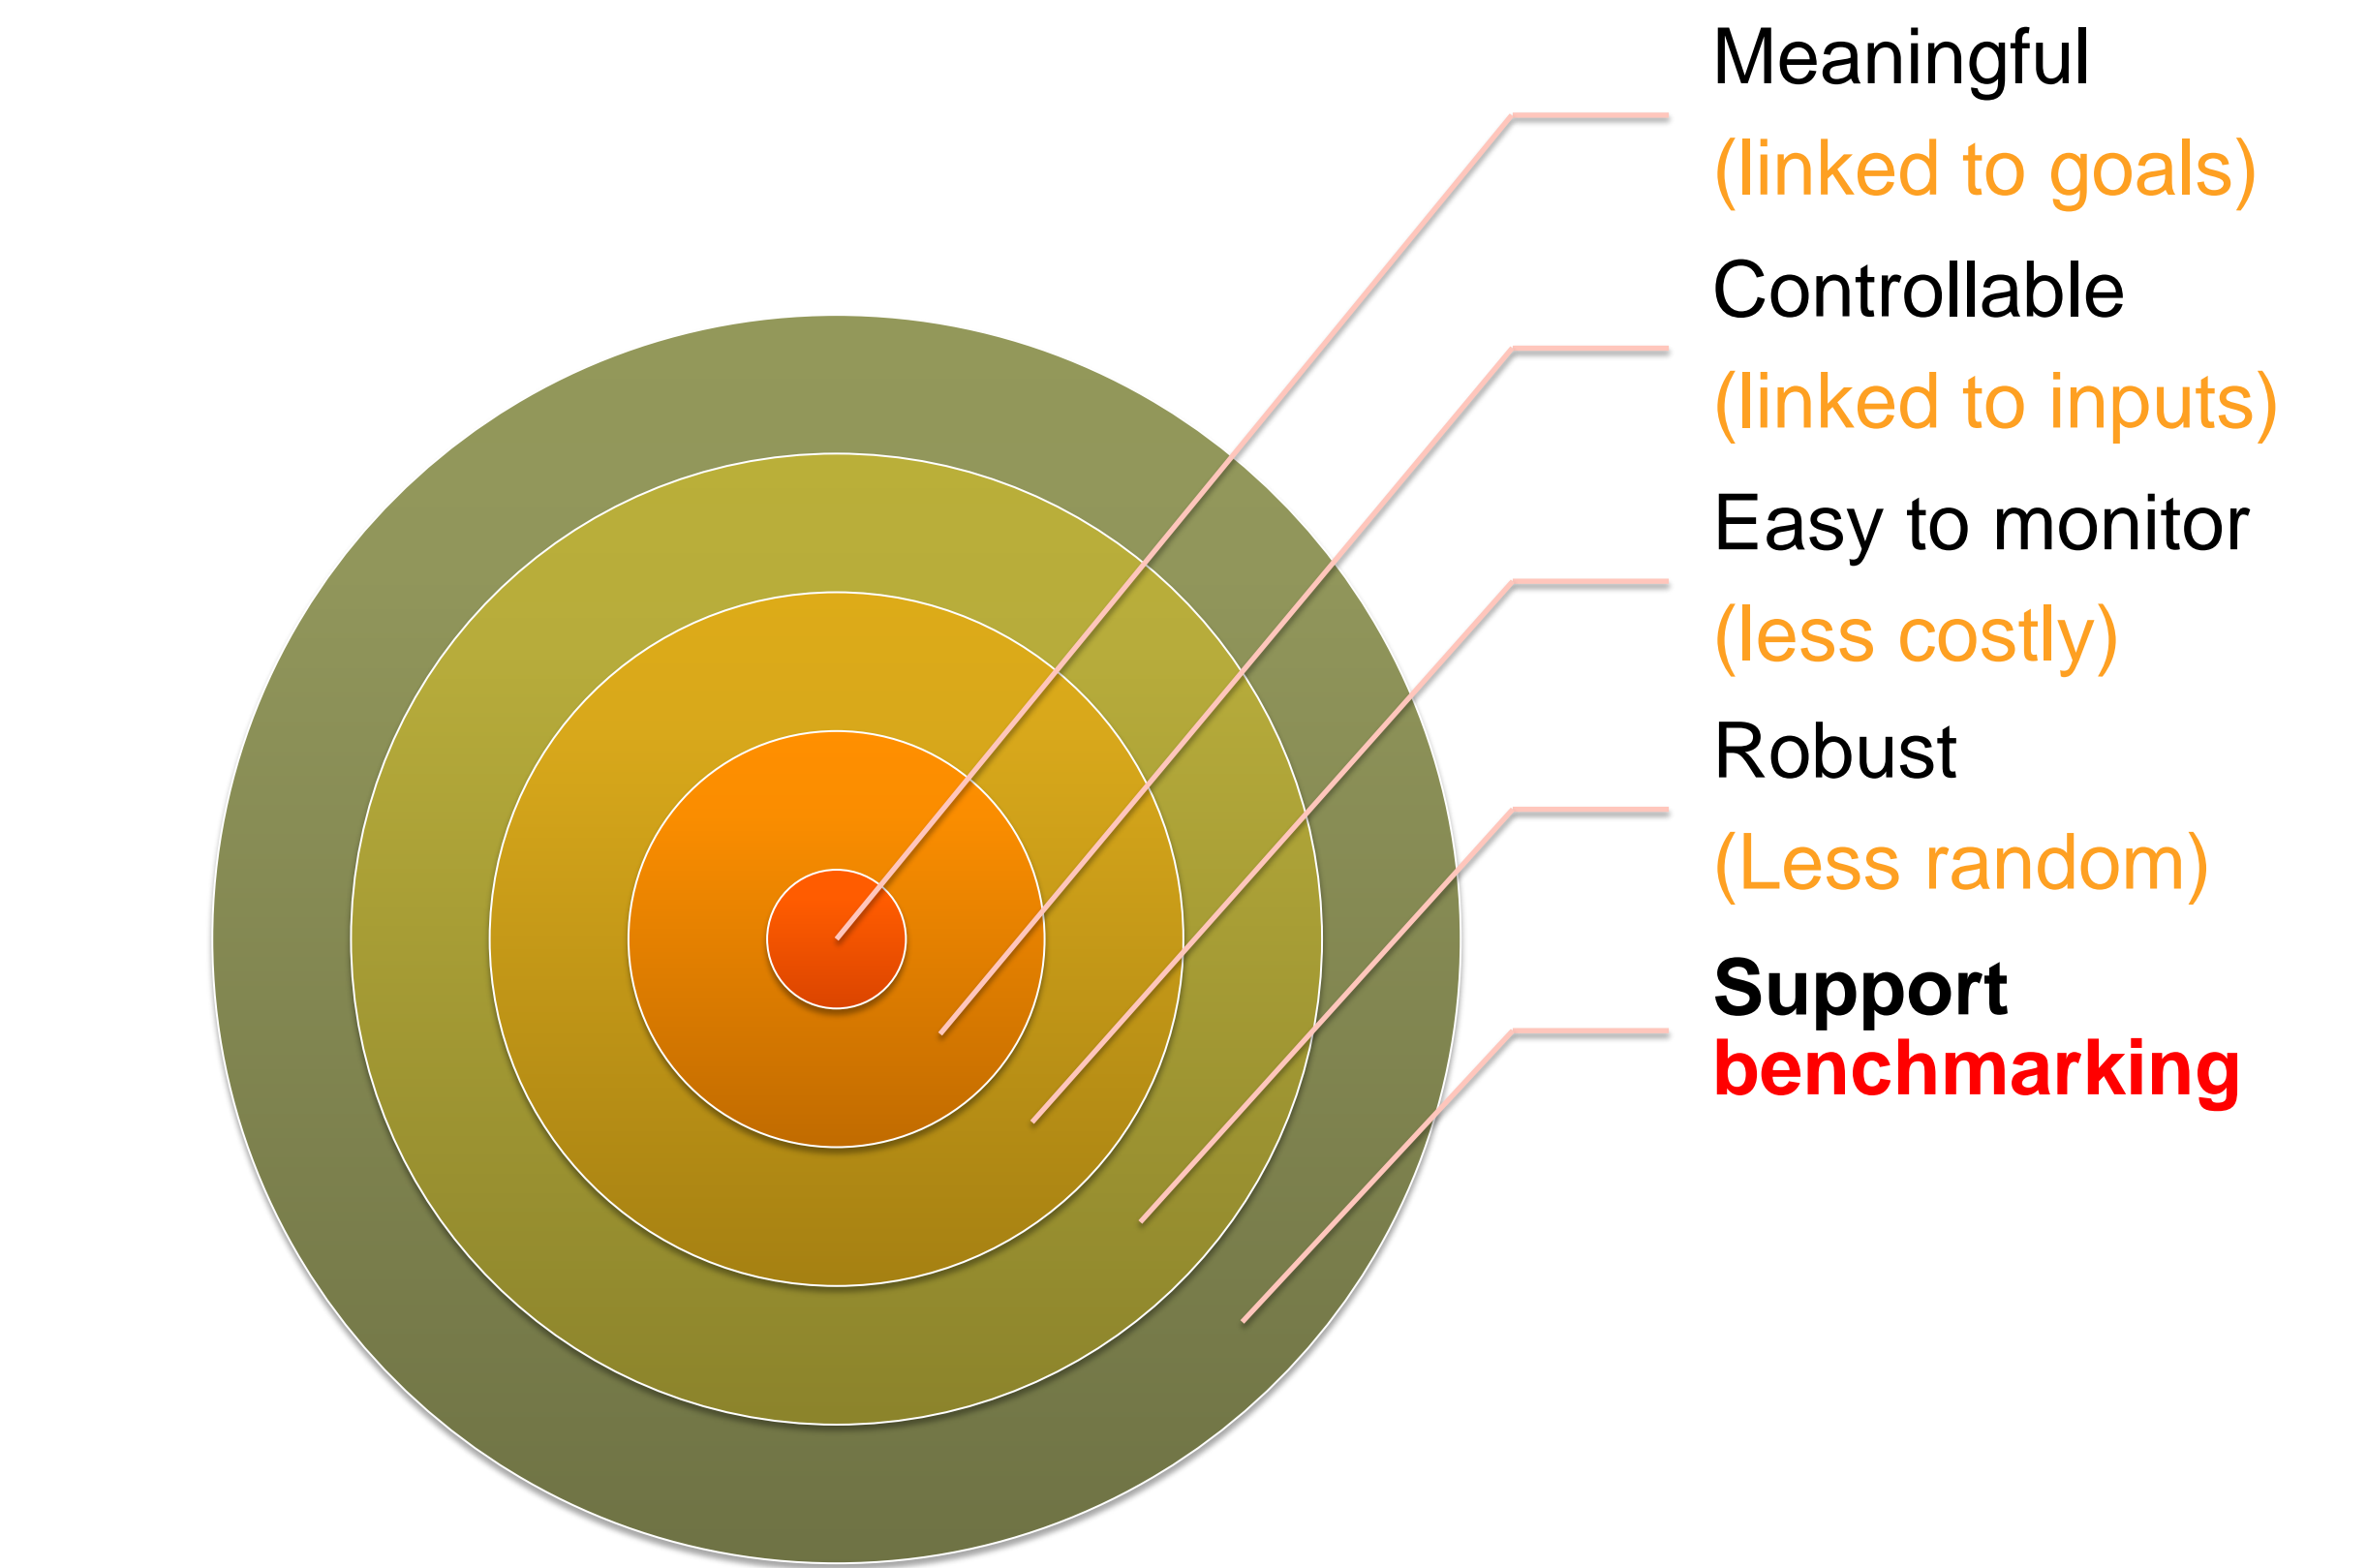 Meaningful
(linked to goals)
Controllable
(linked to inputs)
Easy to monitor
(less costly)
Robust
(Less random)
Support
benchmarking